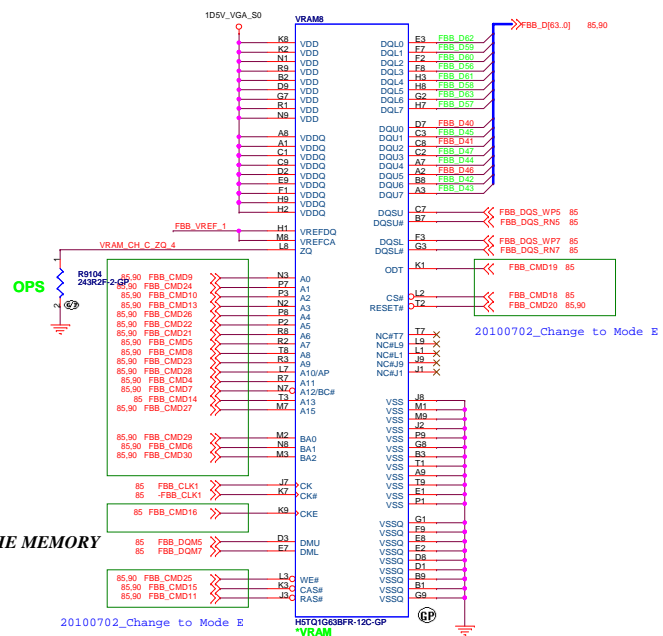 1D5V_VGA_S0
VRAM8
FBB_D[63..0] 85,90
K8 VDD DQL0 E3 FBB_D62
K2 VDD DQL1 F7 FBB_D59
N1 VDD DQL2 F2 FBB_D60
R9 VDD DQL3 F8 FBB_D56
B2 VDD DQL4 H3 FBB_D61
D9 VDD DQL5 H8 FBB_D58
G7 VDD DQL6 G2 FBB_D63
R1 VDD DQL7 H7 FBB_D57
N9 VDD
DQU0 D7 FBB_D40
A8 VDDQ DQU1 C3 FBB_D45
A1 VDDQ DQU2 C8 FBB_D41
C1 VDDQ DQU3 C2 FBB_D47
C9 VDDQ DQU4 A7 FBB_D44
D2 VDDQ DQU5 A2 FBB_D46
E9 VDDQ DQU6 B8 FBB_D42
F1 VDDQ DQU7 A3 FBB_D43
H9 VDDQ
H2 VDDQ DQSU C7 FBB_DQS_WP5 85
DQSU# B7 FBB_DQS_RN5 85
FBB_VREF_1 H1 VREFDQ
M8 VREFCA DQSL F3 FBB_DQS_WP7 85
VRAM_CH_C_ZQ_4 L8 ZQ DQSL# G3 FBB_DQS_RN7 85
ODT K1 FBB_CMD19 85
OPS
1
R9104
243R2F-2-GP
2
85,90 FBB_CMD9 N3 A0
85,90 FBB_CMD24 P7 A1
85,90 FBB_CMD10 P3 A2
85,90 FBB_CMD13 N2 A3
85,90 FBB_CMD26 P8 A4
85,90 FBB_CMD22 P2 A5
85,90 FBB_CMD21 R8 A6
85,90 FBB_CMD5 R2 A7
85,90 FBB_CMD8 T8 A8
85,90 FBB_CMD23 R3 A9
85,90 FBB_CMD28 L7 A10/AP
85,90 FBB_CMD4 R7 A11
85,90 FBB_CMD7 N7 A12/BC#
85 FBB_CMD14 T3 A13
85,90 FBB_CMD27 M7 A15
CS# L2 FBB_CMD18 85
RESET# T2 FBB_CMD20 85,90
20100702_Change to Mode E
NC#T7 T7
NC#L9 L9
NC#L1 L1
NC#J9 J9
NC#J1 J1
85,90 FBB_CMD29 M2 BA0
85,90 FBB_CMD6 N8 BA1
85,90 FBB_CMD30 M3 BA2
85 FBB_CLK1 J7 CK
85 -FBB_CLK1 K7 CK#
85 FBB_CMD16 K9 CKE
HE MEMORY
85 FBB_DQM5 D3 DMU
85 FBB_DQM7 E7 DML
85,90 FBB_CMD25 L3 WE#
85,90 FBB_CMD15 K3 CAS#
85,90 FBB_CMD11 J3 RAS#
VSS J8
VSS M1
VSS M9
VSS J2
VSS P9
VSS G8
VSS B3
VSS T1
VSS A9
VSS T9
VSS E1
VSS P1
VSSQ G1
VSSQ F9
VSSQ E8
VSSQ E2
VSSQ D8
VSSQ D1
VSSQ B9
VSSQ B1
VSSQ G9
20100702_Change to Mode E
H5TQ1G63BFR-12C-GP
*VRAM
GP